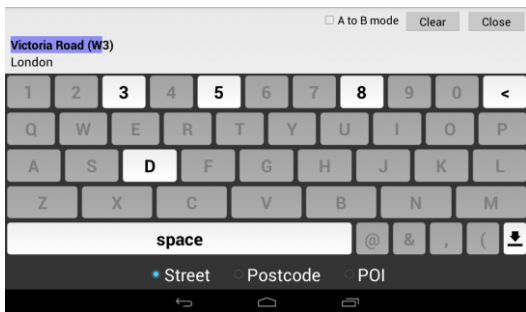 A to B mode Clear Close
Victoria Road (W3)
London
1 2 3 4 5 6 7 8 9 0 <
Q W E R T Y U I O P
A S D F G H J K L
Z X C V B N M
space @ & , (
Street Postcode POI